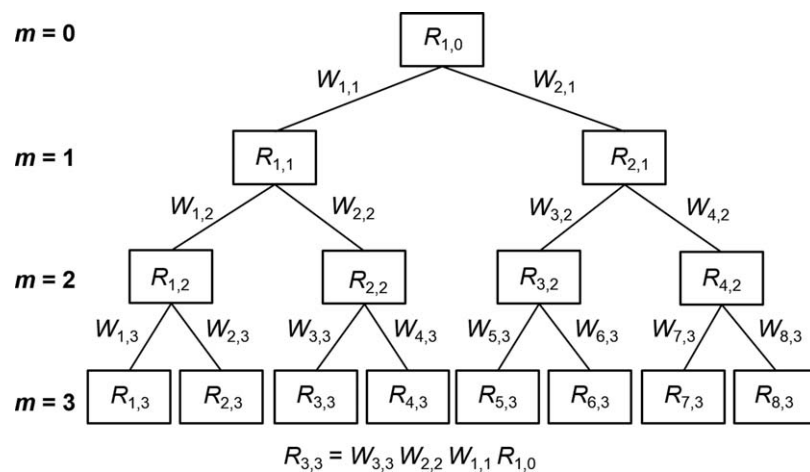 m = 0 R1,0
W1,1 W2,1
m = 1 R1,1 R2,1
W1,2 W2,2 W3,2 W4,2
m = 2 R1,2 R2,2 R3,2 R4,2
W1,3 W2,3 W3,3 W4,3 W5,3 W6,3 W7,3 W8,3
m = 3 R1,3 R2,3 R3,3 R4,3 R5,3 R6,3 R7,3 R8,3
R3,3 = W3,3 W2,2 W1,1 R1,0